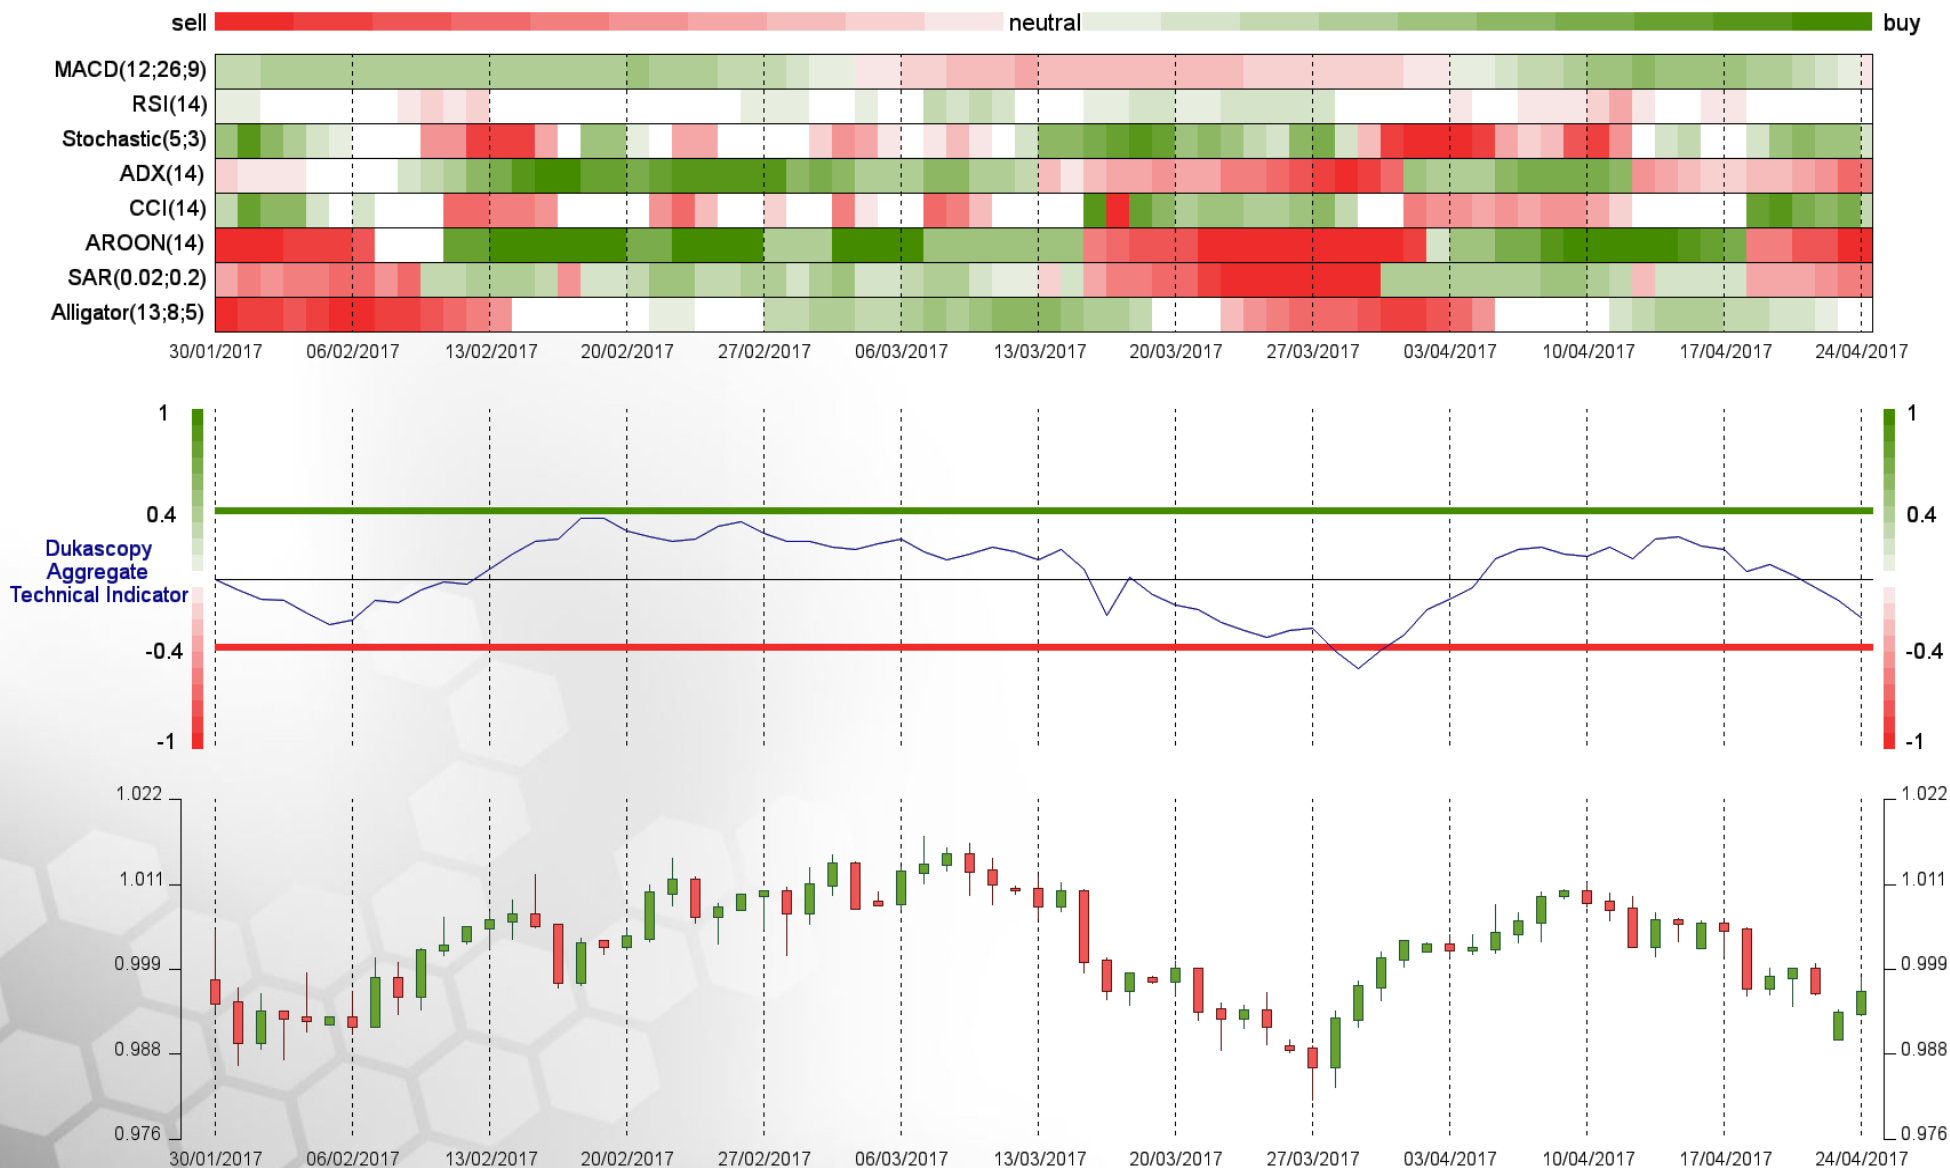 sell neutral buy
MACD(12;26;9)
RSI(14)
Stochastic(5;3)
ADX(14)
CCI(14)
AROON(14)
SAR(0.02;0.2)
Alligator(13;8;5)
30/01/2017 06/02/2017 13/02/2017 20/02/2017 27/02/2017 06/03/2017 13/03/2017 20/03/2017 27/03/2017 03/04/2017 10/04/2017 17/04/2017 24/04/2017
1 1
0.4 0.4
Dukascopy
Aggregate
Technical Indicator
-0.4 -0.4
-1 -1
1.022 1.022
1.011 1.011
0.999 0.999
0.988 0.988
0.976 0.976
30/01/2017 06/02/2017 13/02/2017 20/02/2017 27/02/2017 06/03/2017 13/03/2017 20/03/2017 27/03/2017 03/04/2017 10/04/2017 17/04/2017 24/04/2017